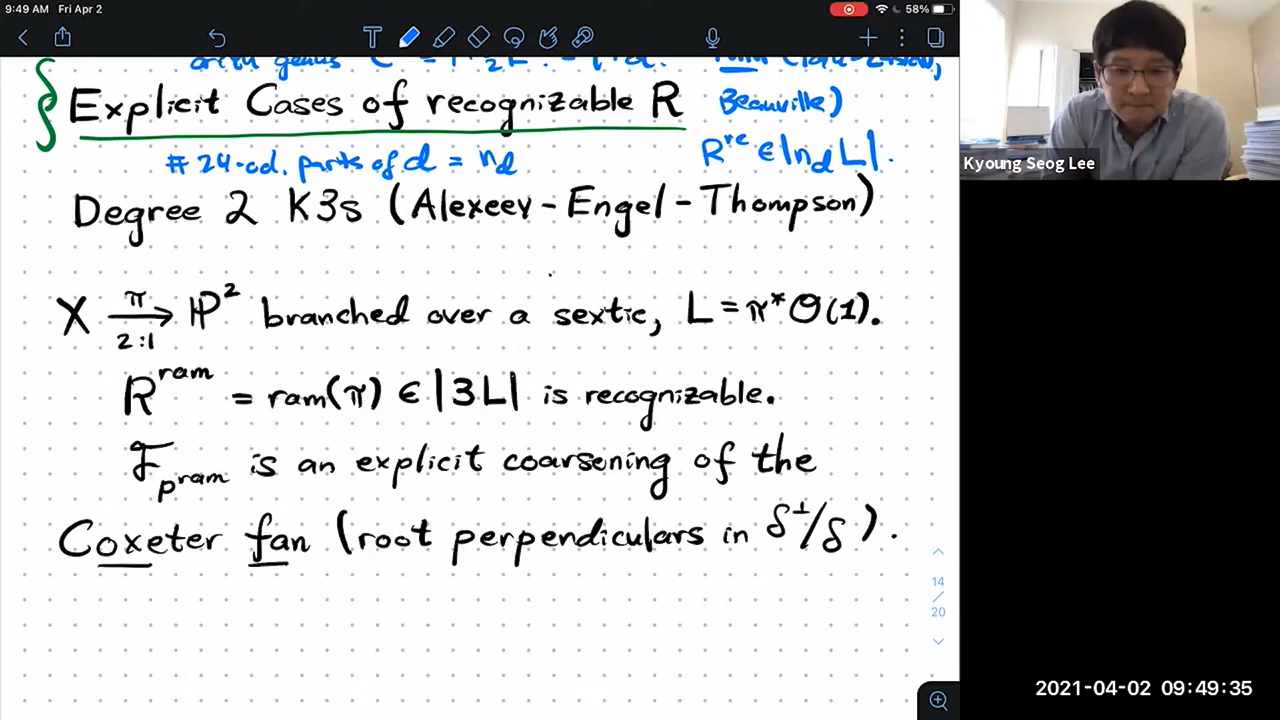 9:49 AM Fri Apr 2
58%
Explicit Cases of recognizable R
Beauville)
# 24-cd. parts of d = n_d
R^rc ∈ |n_d L|.
Degree 2 K3s (Alexeev - Engel - Thompson)
X π→ 2:1 ℙ² branched over a sextic, L = π* O(1).
R^ram = ram(π) ∈ |3L| is recognizable.
F_pram is an explicit coarsening of the
Coxeter fan (root perpendiculars in δ^⊥/δ).
14
/
20
Kyoung Seog Lee
2021-04-02 09:49:35